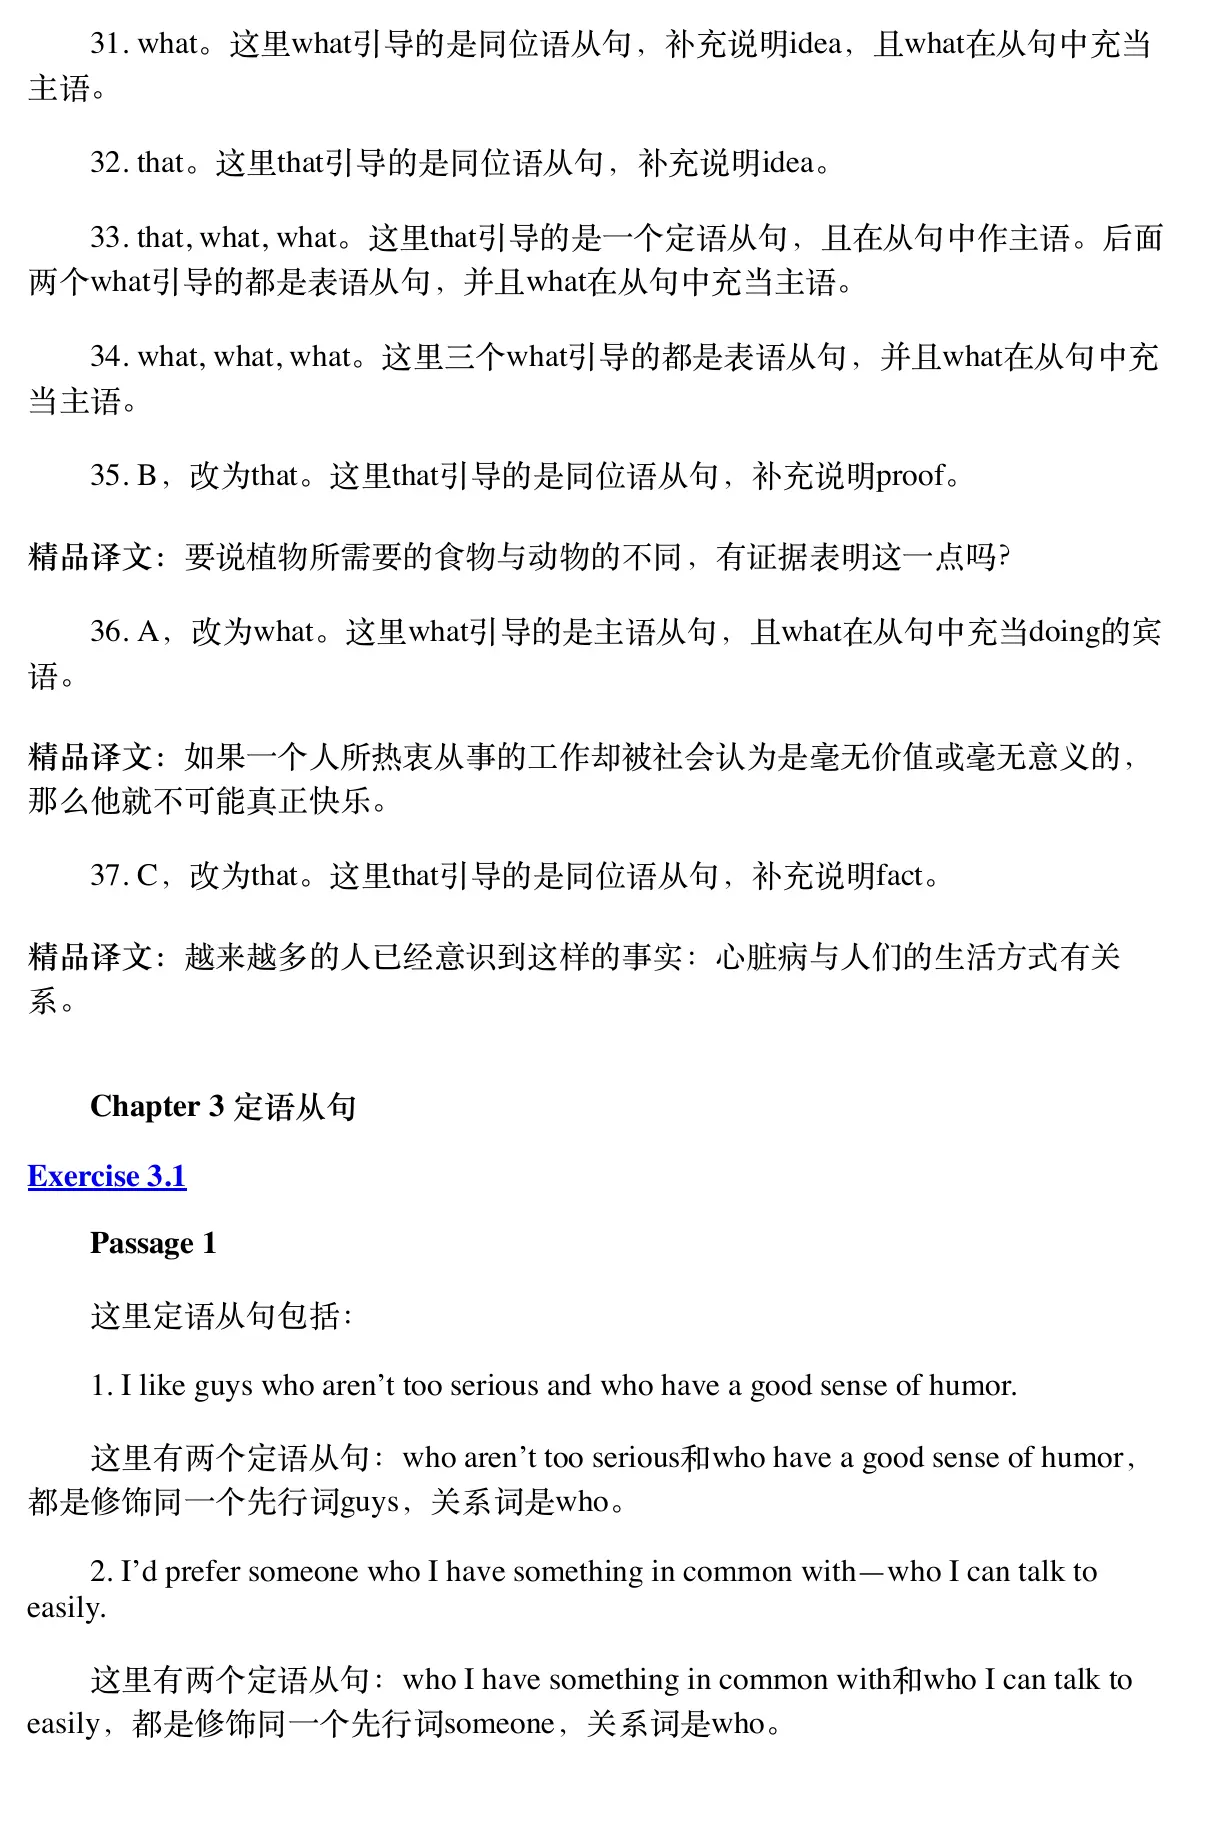 31. what。这里what引导的是同位语从句，补充说明idea，且what在从句中充当
主语。
32. that。这里that引导的是同位语从句，补充说明idea。
33. that, what, what。这里that引导的是一个定语从句，且在从句中作主语。后面
两个what引导的都是表语从句，并且what在从句中充当主语。
34. what, what, what。这里三个what引导的都是表语从句，并且what在从句中充
当主语。
35. B，改为that。这里that引导的是同位语从句，补充说明proof。
精品译文：要说植物所需要的食物与动物的不同，有证据表明这一点吗？
36. A，改为what。这里what引导的是主语从句，且what在从句中充当doing的宾
语。
精品译文：如果一个人所热衷从事的工作却被社会认为是毫无价值或毫无意义的，
那么他就不可能真正快乐。
37. C，改为that。这里that引导的是同位语从句，补充说明fact。
精品译文：越来越多的人已经意识到这样的事实：心脏病与人们的生活方式有关
系。
Chapter 3 定语从句
Exercise 3.1
Passage 1
这里定语从句包括：
1. I like guys who aren’t too serious and who have a good sense of humor.
这里有两个定语从句：who aren’t too serious和who have a good sense of humor，
都是修饰同一个先行词guys，关系词是who。
2. I’d prefer someone who I have something in common with—who I can talk to
easily.
这里有两个定语从句：who I have something in common with和who I can talk to
easily，都是修饰同一个先行词someone，关系词是who。